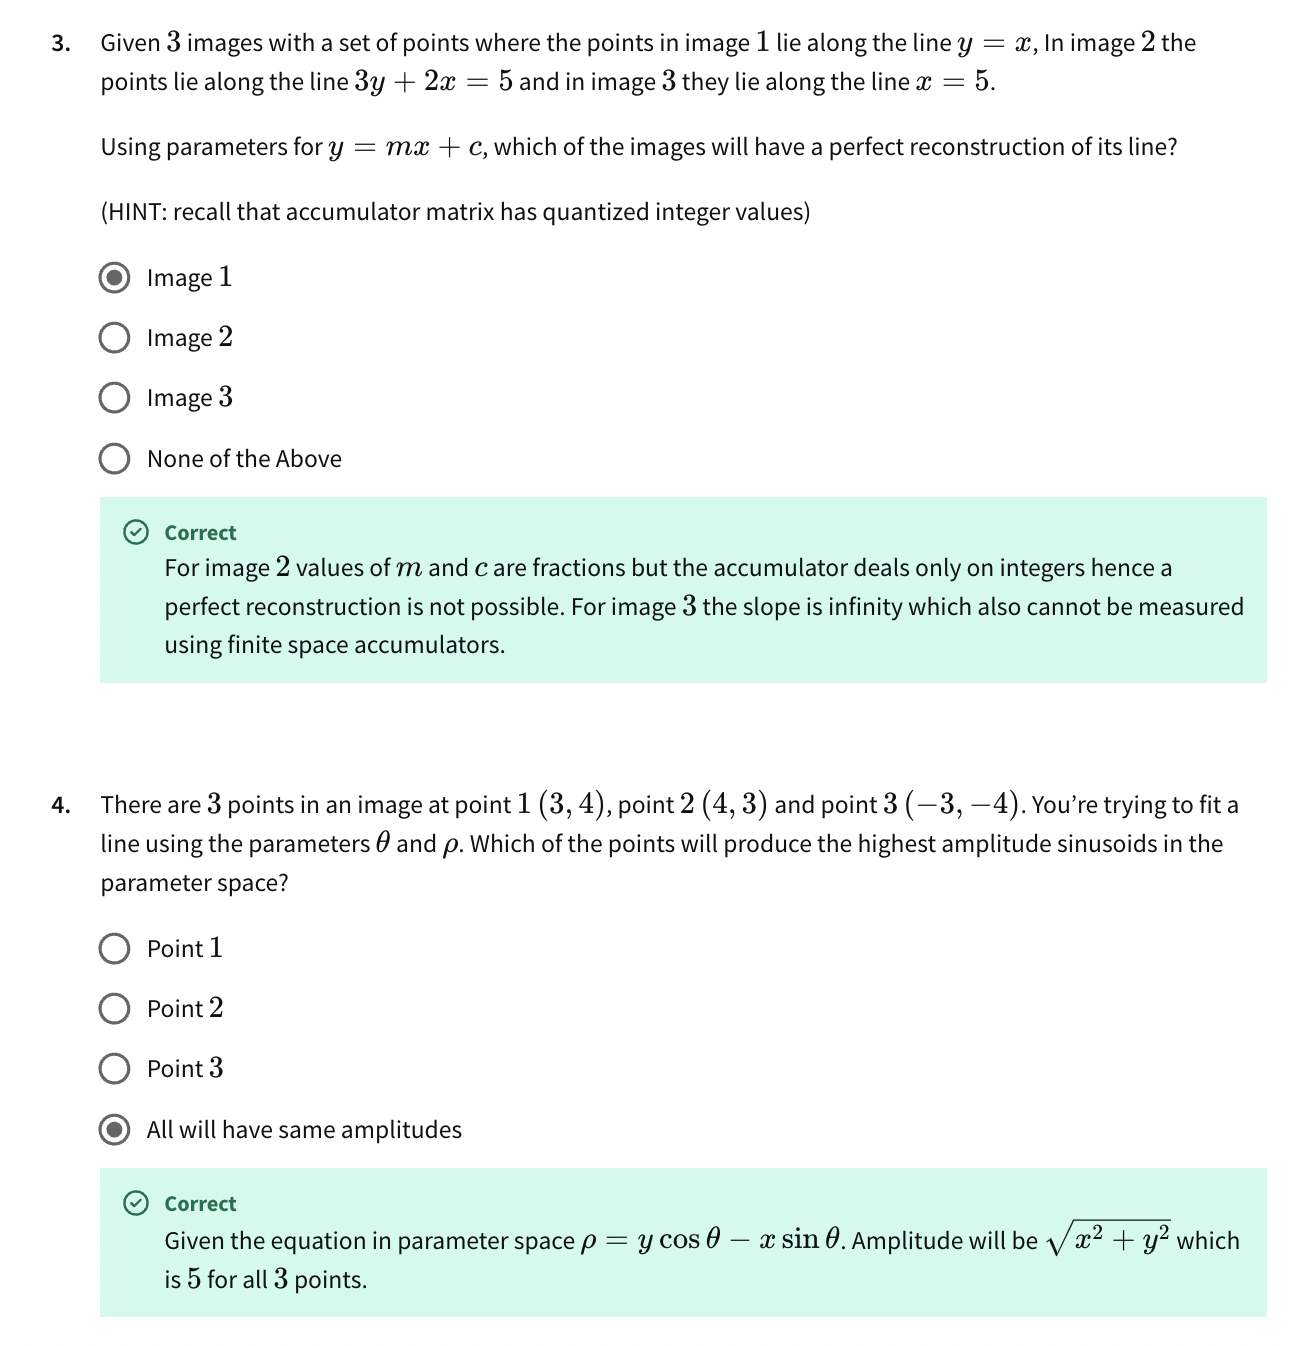 3. Given 3 images with a set of points where the points in image 1 lie along the line y = x, In image 2 the
points lie along the line 3y + 2x = 5 and in image 3 they lie along the line x = 5.
Using parameters for y = mx + c, which of the images will have a perfect reconstruction of its line?
(HINT: recall that accumulator matrix has quantized integer values)
Image 1
Image 2
Image 3
None of the Above
Correct
For image 2 values of m and c are fractions but the accumulator deals only on integers hence a
perfect reconstruction is not possible. For image 3 the slope is infinity which also cannot be measured
using finite space accumulators.
4. There are 3 points in an image at point 1 (3, 4), point 2 (4, 3) and point 3 (−3, −4). You’re trying to fit a
line using the parameters θ and ρ. Which of the points will produce the highest amplitude sinusoids in the
parameter space?
Point 1
Point 2
Point 3
All will have same amplitudes
Correct
Given the equation in parameter space ρ = y cos θ − x sin θ. Amplitude will be √(x² + y²) which
is 5 for all 3 points.